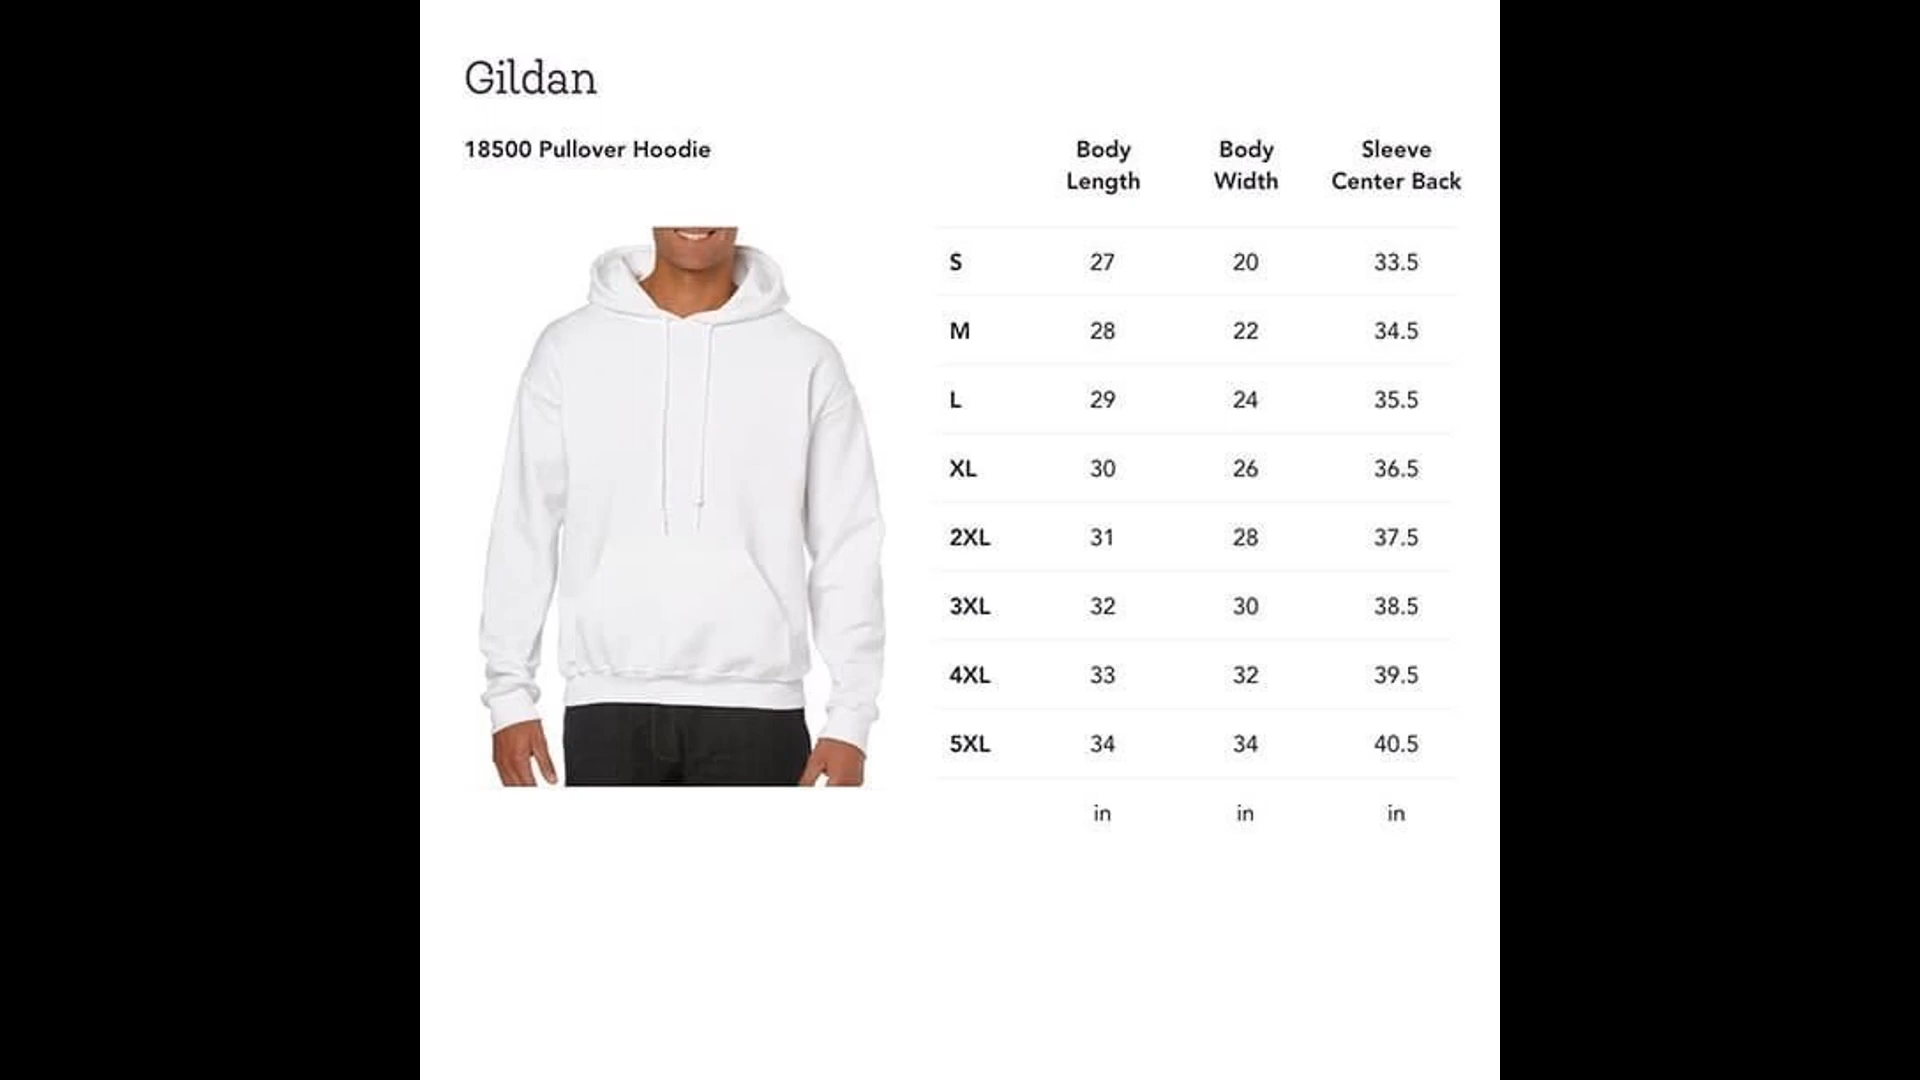 Gildan
18500 Pullover Hoodie
Body Length
Body Width
Sleeve Center Back
S 27 20 33.5
M 28 22 34.5
L 29 24 35.5
XL 30 26 36.5
2XL 31 28 37.5
3XL 32 30 38.5
4XL 33 32 39.5
5XL 34 34 40.5
in in in